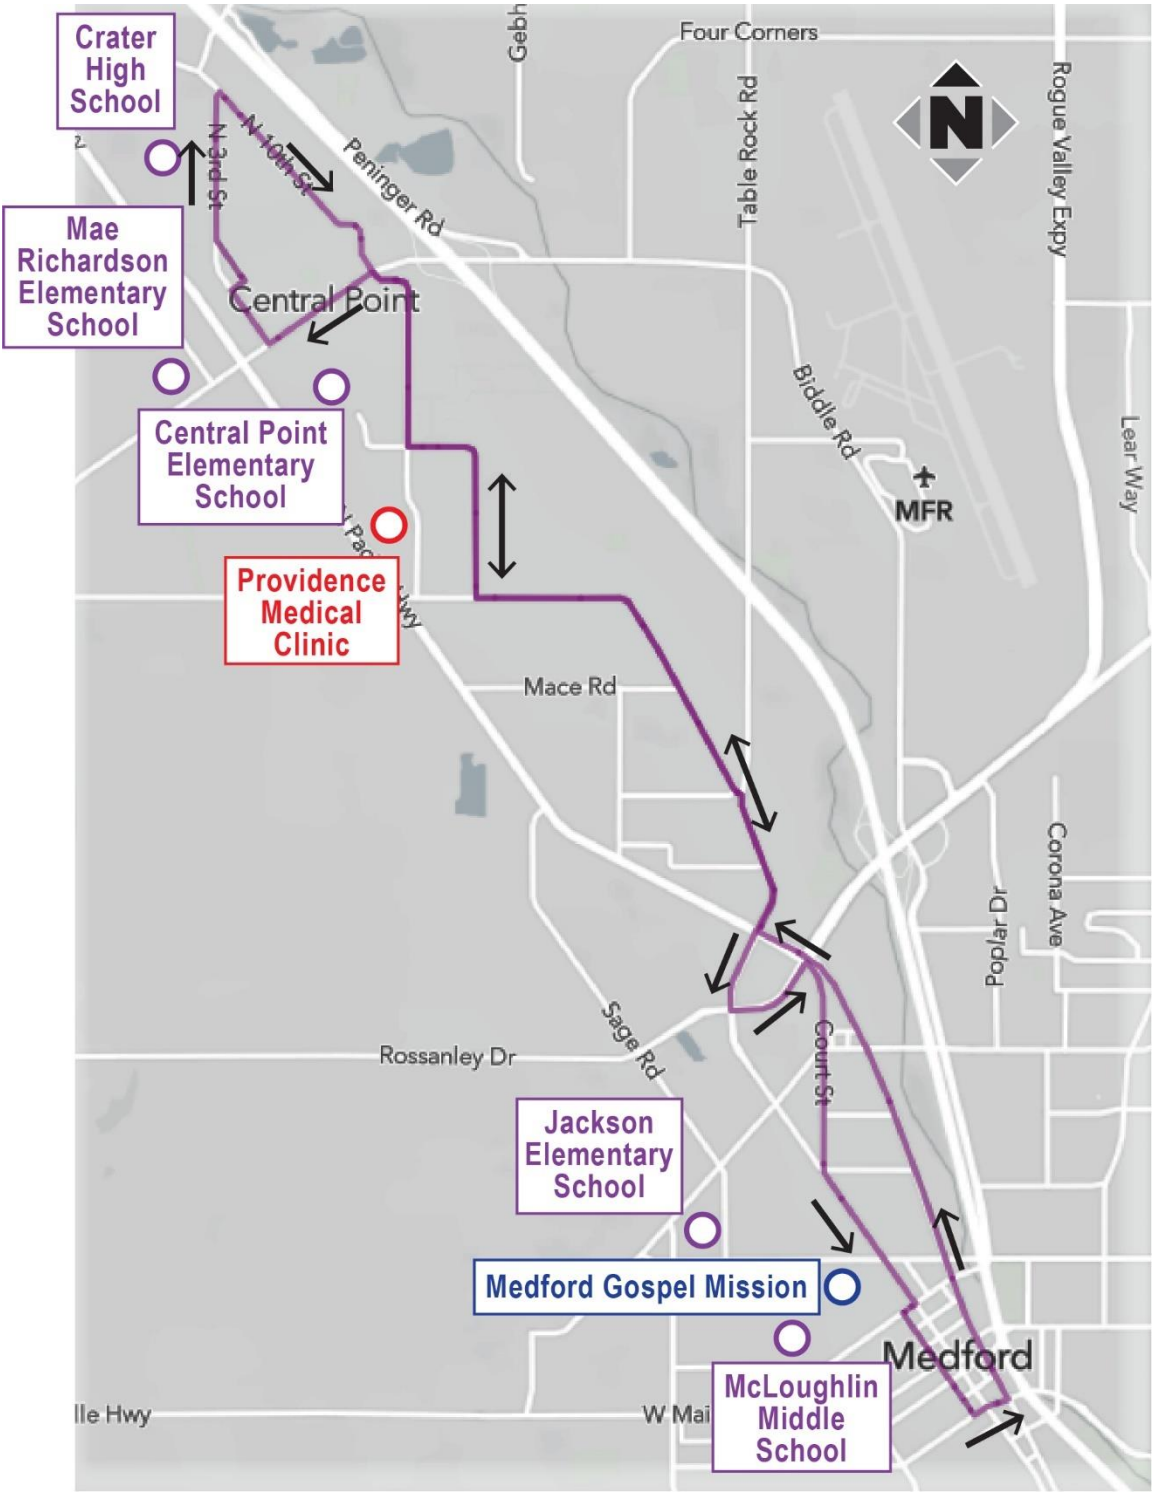 Crater
High
School
Gebh
Four Corners
Table Rock Rd
Rogue Valley Expy
N
N 3rd St
N 10th St
Peninger Rd
Mae
Richardson
Elementary
School
Central Point
Biddle Rd
Lear Way
MFR
Central Point
Elementary
School
N Pac
Hwy
Providence
Medical
Clinic
Mace Rd
Corona Ave
Poplar Dr
Sage Rd
Court St
Rossanley Dr
Jackson
Elementary
School
Medford Gospel Mission
Medford
McLoughlin
Middle
School
lle Hwy
W Mai